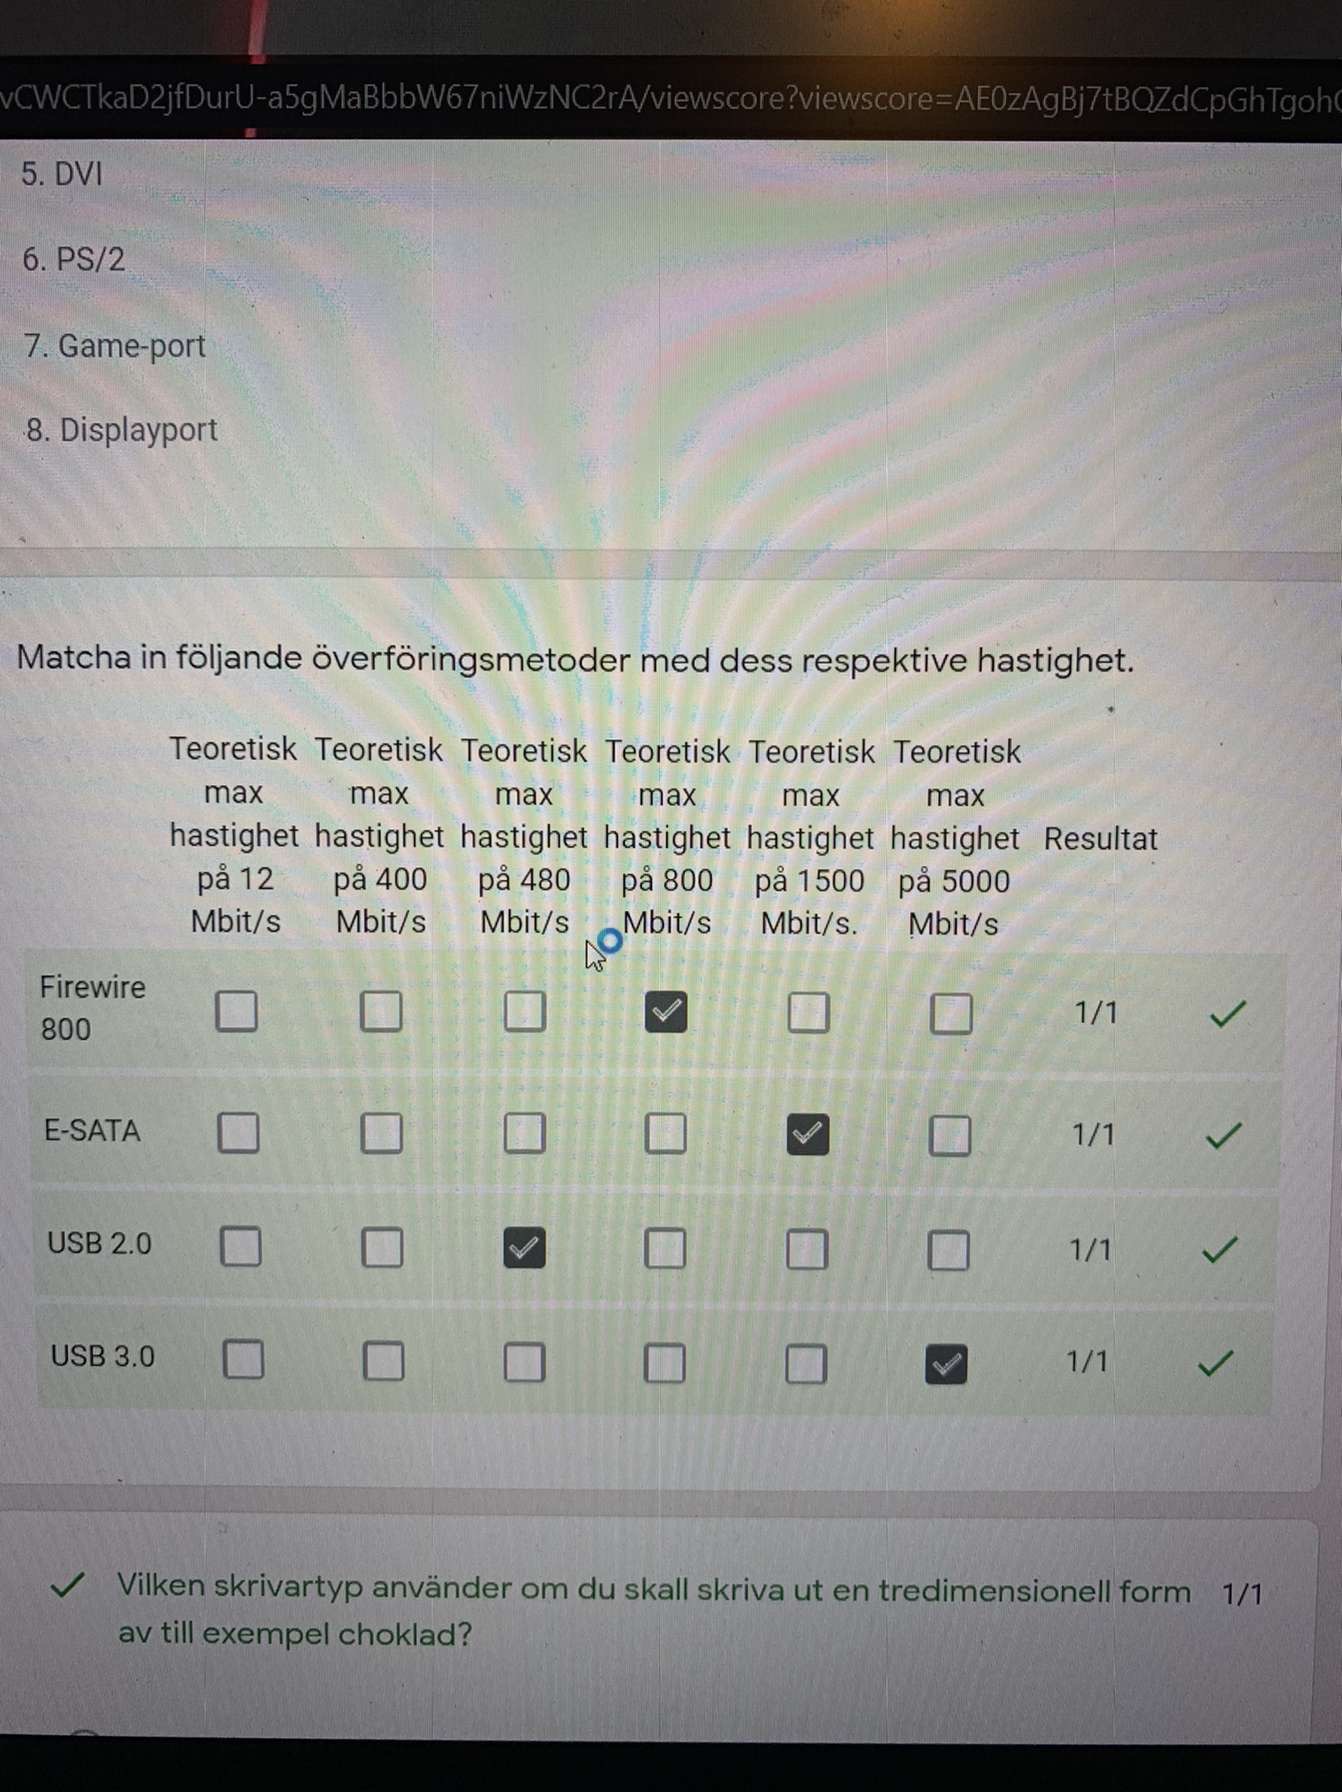 vCWCTkaD2jfDurU-a5gMaBbbW67niWzNC2rA/viewscore?viewscore=AE0zAgBj7tBQZdCpGhTgoh
5. DVI
6. PS/2
7. Game-port
8. Displayport
Matcha in följande överföringsmetoder med dess respektive hastighet.
Teoretisk Teoretisk Teoretisk Teoretisk Teoretisk Teoretisk
max max max max max max
hastighet hastighet hastighet hastighet hastighet hastighet Resultat
på 12 på 400 på 480 på 800 på 1500 på 5000
Mbit/s Mbit/s Mbit/s Mbit/s Mbit/s. Mbit/s
Firewire
800 1/1
E-SATA 1/1
USB 2.0 1/1
USB 3.0 1/1
Vilken skrivartyp använder om du skall skriva ut en tredimensionell form 1/1
av till exempel choklad?